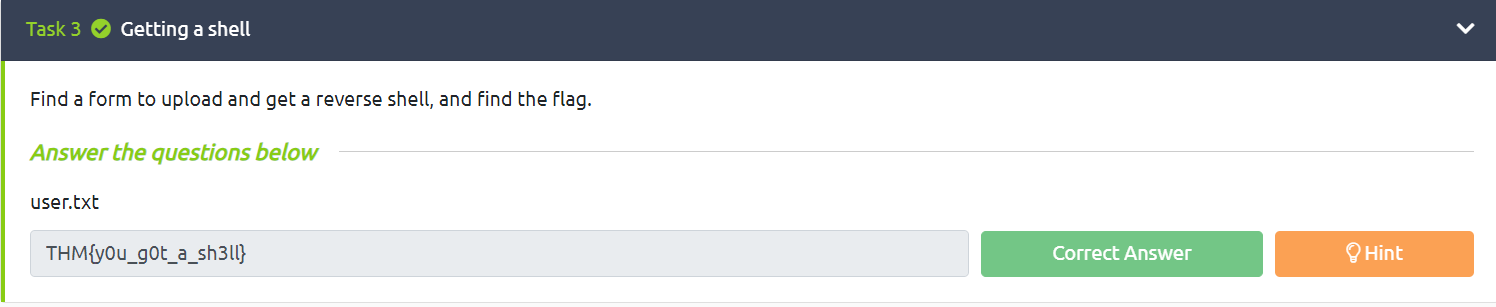 Task 3 Getting a shell
Find a form to upload and get a reverse shell, and find the flag.
Answer the questions below
user.txt
THM{y0u_g0t_a_sh3ll} Correct Answer Hint